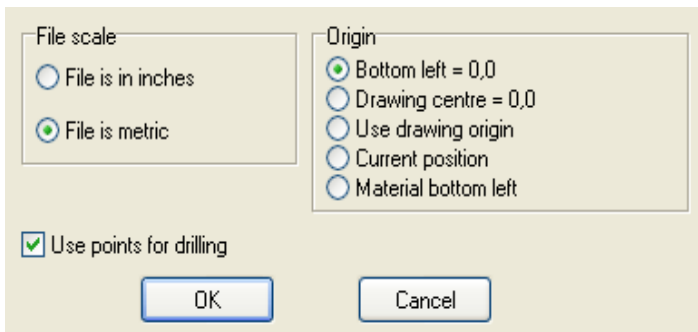 File scale
File is in inches
File is metric
Origin
Bottom left = 0,0
Drawing centre = 0,0
Use drawing origin
Current position
Material bottom left
Use points for drilling
OK
Cancel